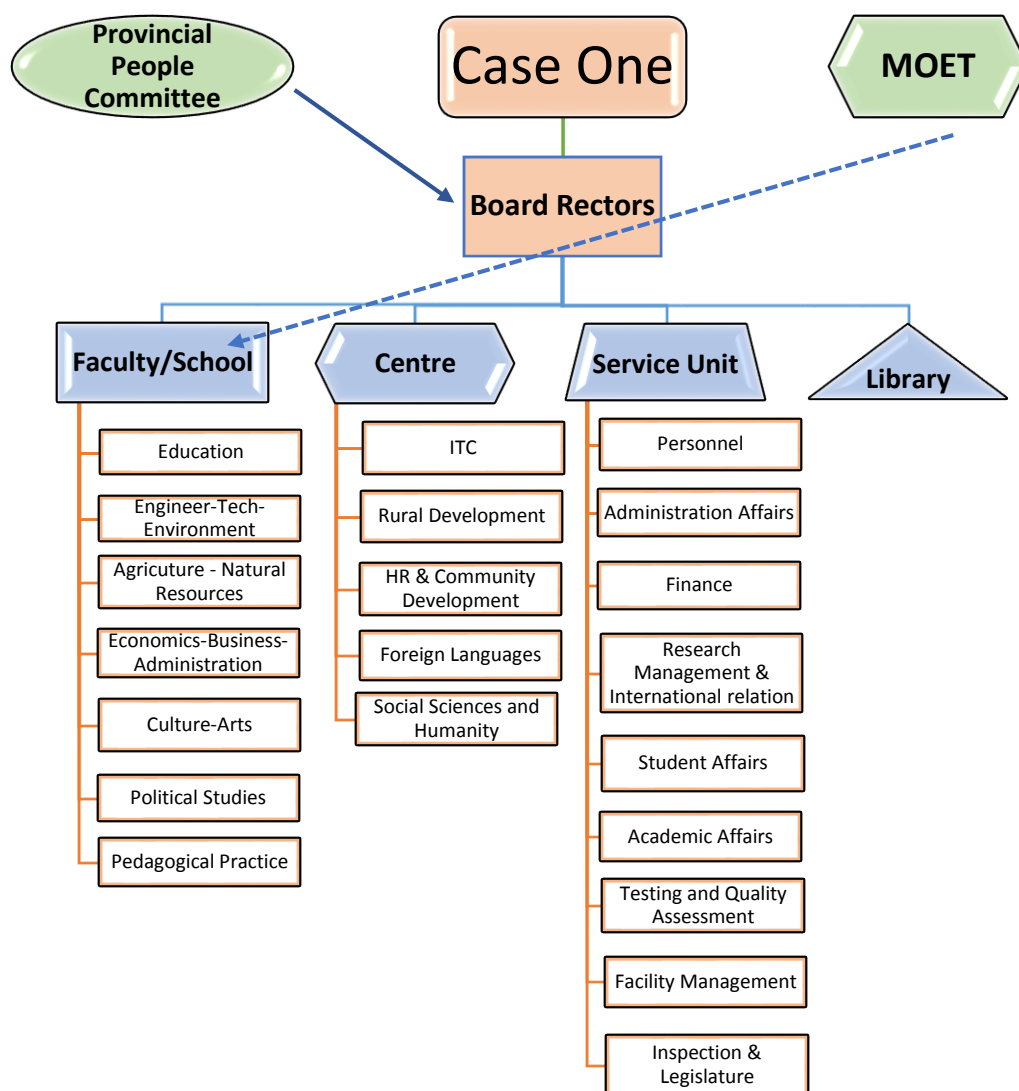 Provincial
People
Committee
Case One
MOET
Board Rectors
Faculty/School
Centre
Service Unit
Library
Education
Engineer-Tech-
Environment
Agricuture - Natural
Resources
Economics-Business-
Administration
Culture-Arts
Political Studies
Pedagogical Practice
ITC
Rural Development
HR & Community
Development
Foreign Languages
Social Sciences and
Humanity
Personnel
Administration Affairs
Finance
Research
Management &
International relation
Student Affairs
Academic Affairs
Testing and Quality
Assessment
Facility Management
Inspection &
Legislature